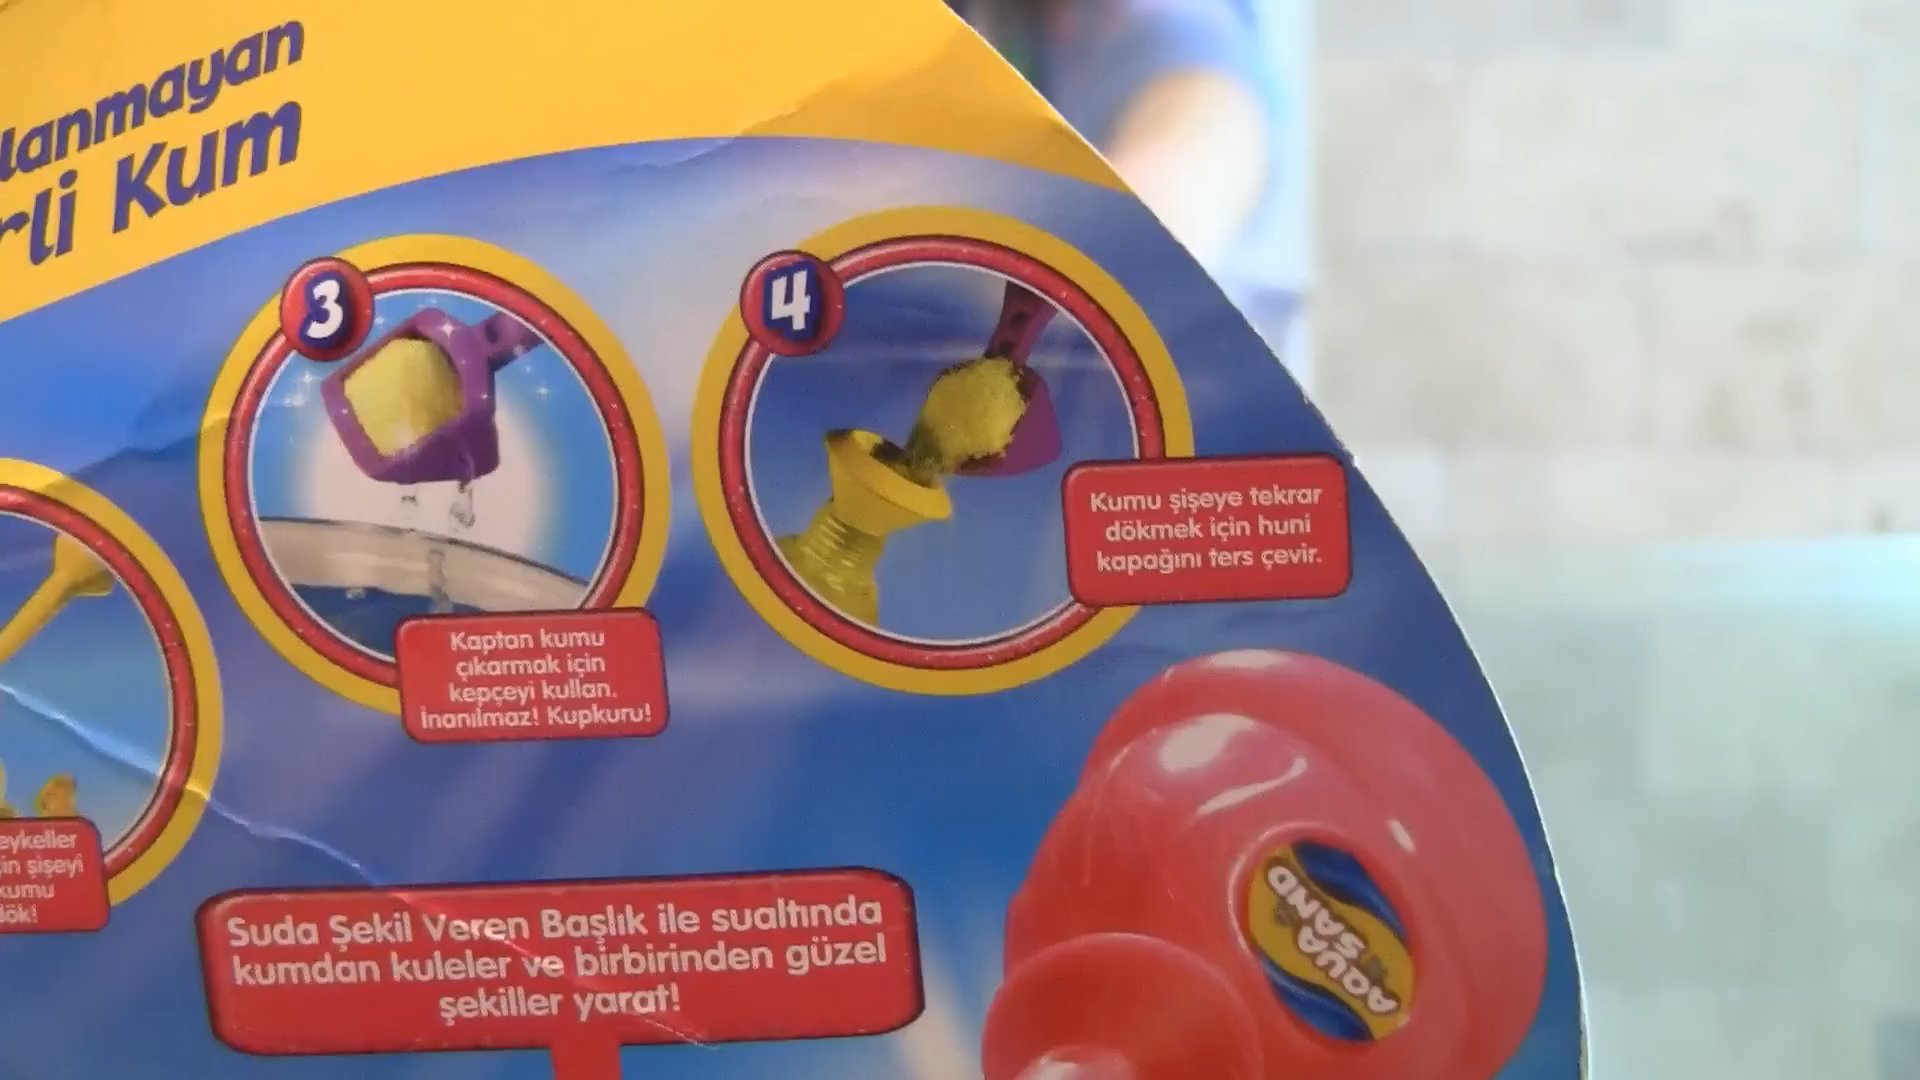 lanmayan
rli Kum
3
4
Kumu şişeye tekrar
dökmek için huni
kapağını ters çevir.
Kaptan kumu
çıkarmak için
kepçeyi kullan.
İnanılmaz! Kupkuru!
eykeller
in şişeyi
kumu
dök!
Suda Şekil Veren Başlık ile sualtında
kumdan kuleler ve birbirinden güzel
şekiller yarat!
AQUA
SAND